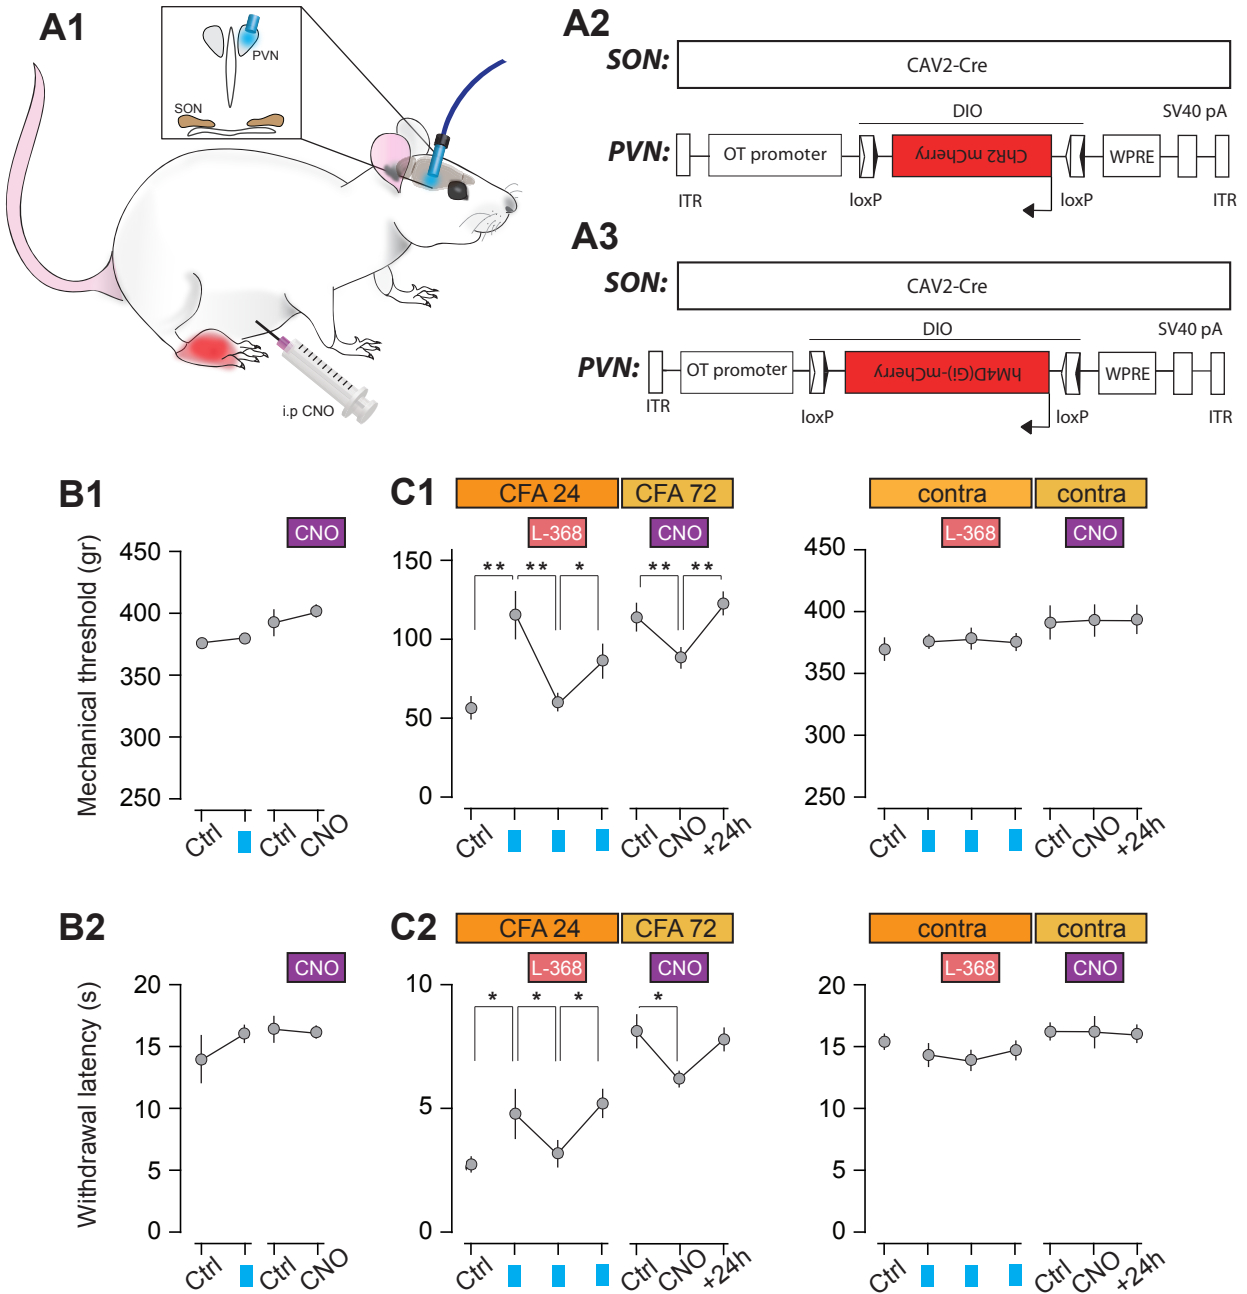 A1
PVN
SON
i.p CNO
A2
SON:
CAV2-Cre
DIO
SV40 pA
PVN:
OT promoter
ChR2 mCherry
WPRE
ITR
loxP
loxP
ITR
A3
SON:
CAV2-Cre
DIO
SV40 pA
PVN:
OT promoter
hM4D(Gi)-mCherry
WPRE
ITR
loxP
loxP
ITR
B1
CNO
Mechanical threshold (gr)
450
400
350
300
250
Ctrl
Ctrl
CNO
C1
CFA 24
CFA 72
L-368
CNO
150
100
50
0
** ** * ** **
Ctrl
Ctrl
CNO
+24h
contra
contra
L-368
CNO
450
400
350
300
250
Ctrl
Ctrl
CNO
+24h
B2
CNO
Withdrawal latency (s)
20
15
10
5
0
Ctrl
Ctrl
CNO
C2
CFA 24
CFA 72
L-368
CNO
10
5
0
* * * *
Ctrl
Ctrl
CNO
+24h
contra
contra
L-368
CNO
20
15
10
5
0
Ctrl
Ctrl
CNO
+24h